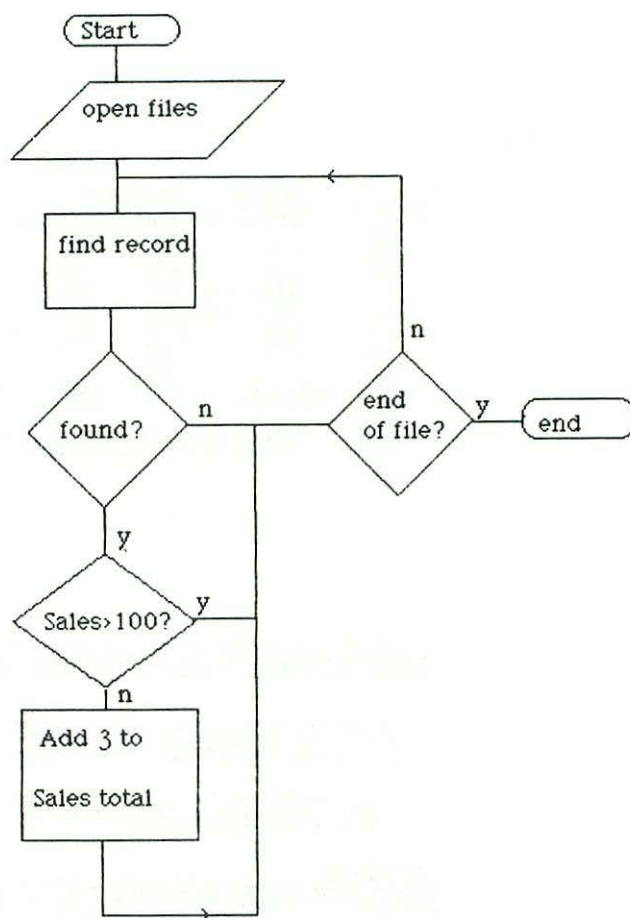 Start
open files
find record
n
found?
n
end
of file?
y
end
y
Sales>100?
y
n
Add 3 to
Sales total